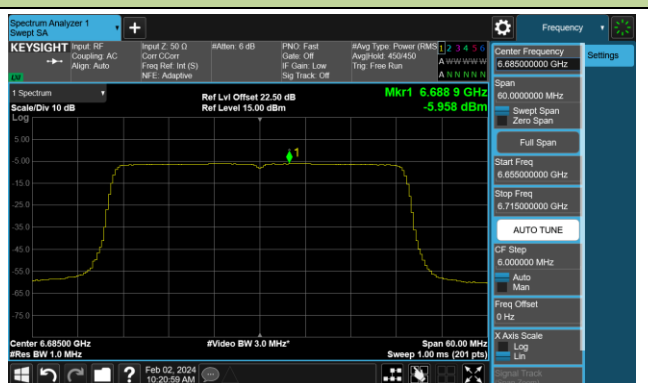 Spectrum Analyzer 1
Swept SA
+
Frequency
KEYSIGHT
Input: RF
Coupling: AC
Align: Auto
Input Z: 50 Ω
Corr CCorr
Freq Ref: Int (S)
NFE: Adaptive
#Atten: 6 dB
PNO: Fast
Gate: Off
IF Gain: Low
Sig Track: Off
#Avg Type: Power (RMS
Avg|Hold: 450/450
Trig: Free Run
1 2 3 4 5 6
A W W W W W
A N N N N N
LXI
1 Spectrum
Scale/Div 10 dB
Log
Ref Lvl Offset 22.50 dB
Ref Level 15.00 dBm
Mkr1 6.688 9 GHz
-5.958 dBm
5.00
-5.00
-15.0
-25.0
-35.0
-45.0
-55.0
-65.0
-75.0
1
Center 6.68500 GHz
#Res BW 1.0 MHz
#Video BW 3.0 MHz*
Span 60.00 MHz
Sweep 1.00 ms (201 pts)
Feb 02, 2024
10:20:59 AM
?
Center Frequency
6.685000000 GHz
Settings
Span
60.0000000 MHz
Swept Span
Zero Span
Full Span
Start Freq
6.655000000 GHz
Stop Freq
6.715000000 GHz
AUTO TUNE
CF Step
6.000000 MHz
Auto
Man
Freq Offset
0 Hz
X Axis Scale
Log
Lin
Signal Track